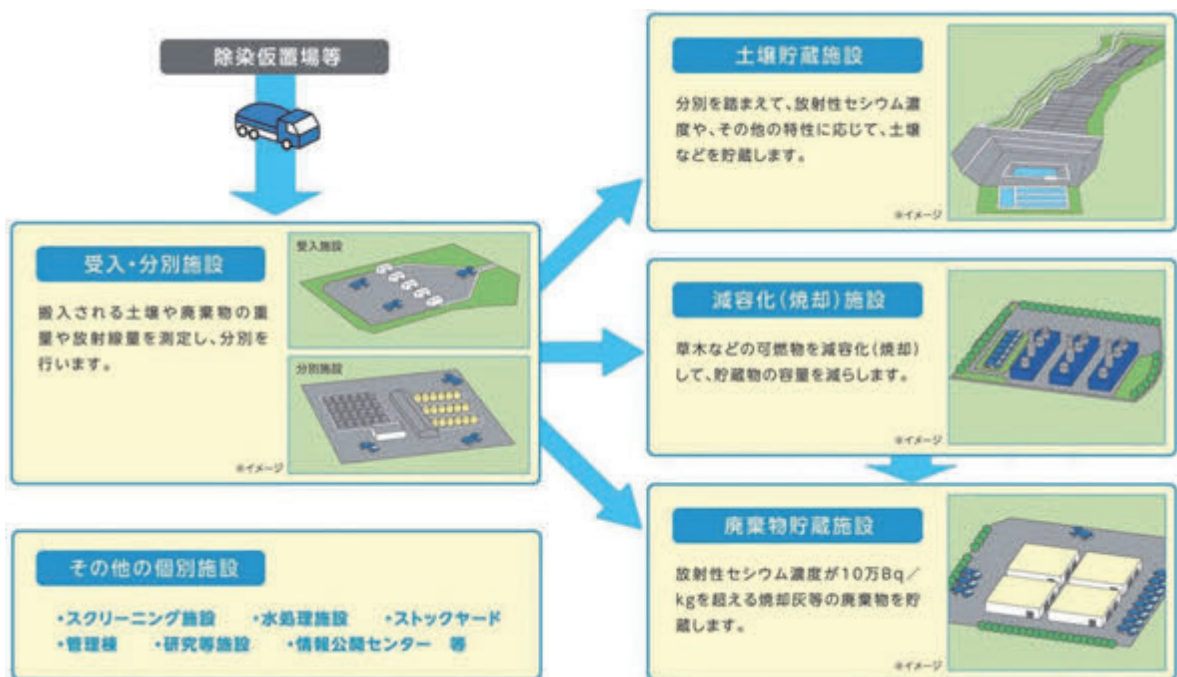 除染仮置場等
受入・分別施設
搬入される土壌や廃棄物の重
量や放射線量を測定し、分別を
行います。
受入施設
分別施設
※イメージ
その他の個別施設
・スクリーニング施設 ・水処理施設 ・ストックヤード
・管理棟 ・研究等施設 ・情報公開センター 等
土壌貯蔵施設
分別を踏まえて、放射性セシウム濃
度や、その他の特性に応じて、土壌
などを貯蔵します。
※イメージ
減容化(焼却)施設
草木などの可燃物を減容化(焼却)
して、貯蔵物の容量を減らします。
※イメージ
廃棄物貯蔵施設
放射性セシウム濃度が10万Bq／
kgを超える焼却灰等の廃棄物を貯
蔵します。
※イメージ